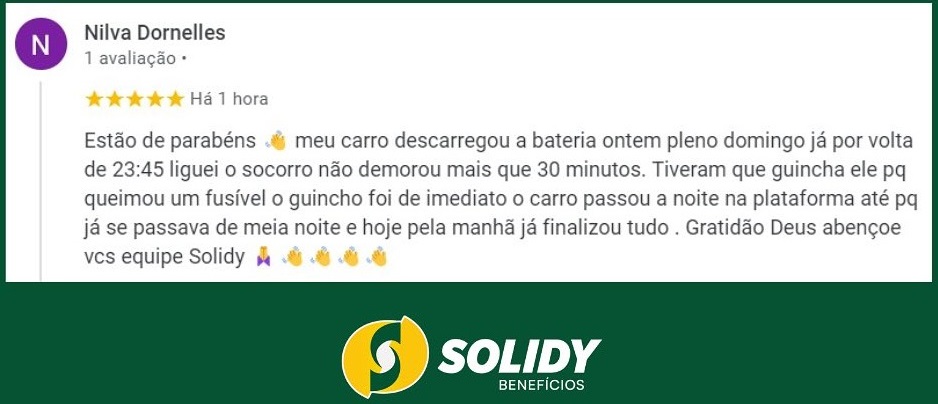 N
Nilva Dornelles
1 avaliação •
★★★★★ Há 1 hora
Estão de parabéns 👏 meu carro descarregou a bateria ontem pleno domingo já por volta
de 23:45 liguei o socorro não demorou mais que 30 minutos. Tiveram que guincha ele pq
queimou um fusível o guincho foi de imediato o carro passou a noite na plataforma até pq
já se passava de meia noite e hoje pela manhã já finalizou tudo . Gratidão Deus abençoe
vcs equipe Solidy 🙏 👏 👏 👏 👏
SOLIDY
BENEFÍCIOS